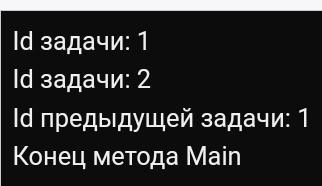 Id задачи: 1
Id задачи: 2
Id предыдущей задачи: 1
Конец метода Main